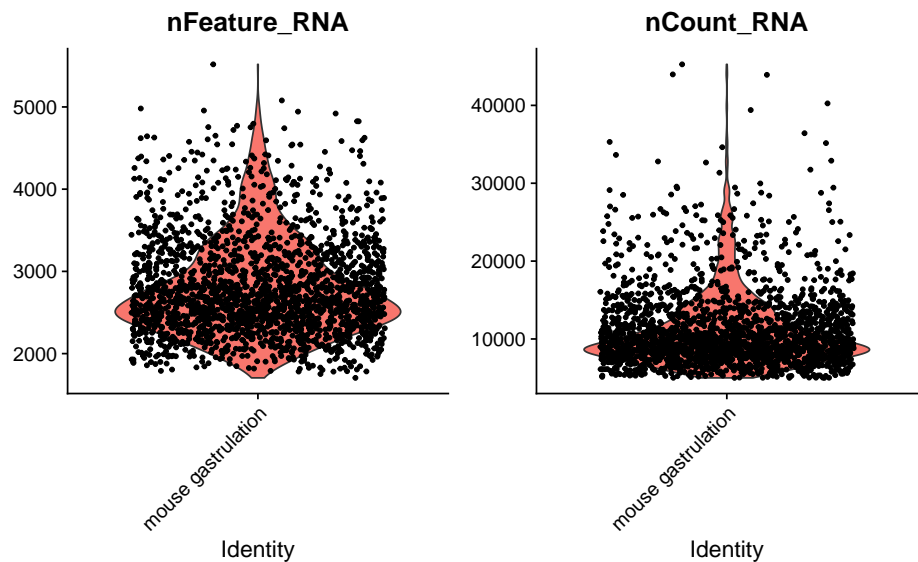 nFeature_RNA
5000
4000
3000
2000
mouse gastrulation
Identity
nCount_RNA
40000
30000
20000
10000
mouse gastrulation
Identity